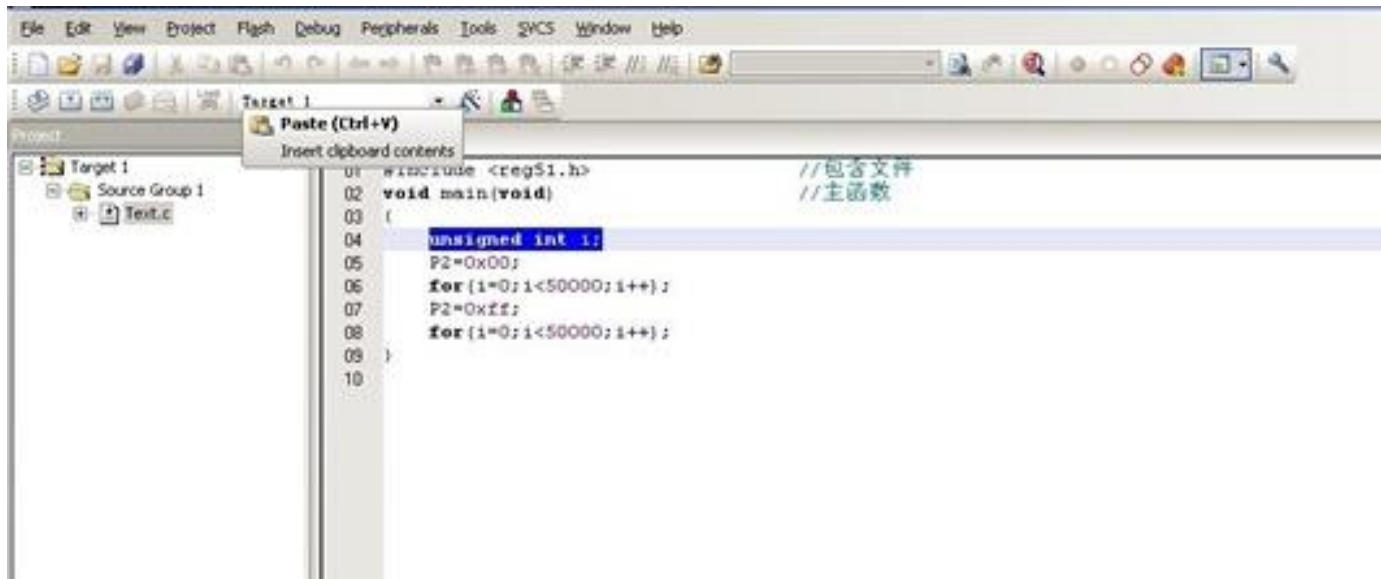 File Edit View Project Flash Debug Peripherals Tools SVCS Window Help
Target 1
Paste (Ctrl+V)
Insert clipboard contents
Project
Target 1
Source Group 1
Text.c
01 #include <reg51.h> //包含文件
02 void main(void) //主函数
03 {
04 unsigned int i;
05 P2=0x00;
06 for(i=0;i<50000;i++);
07 P2=0xff;
08 for(i=0;i<50000;i++);
09 }
10